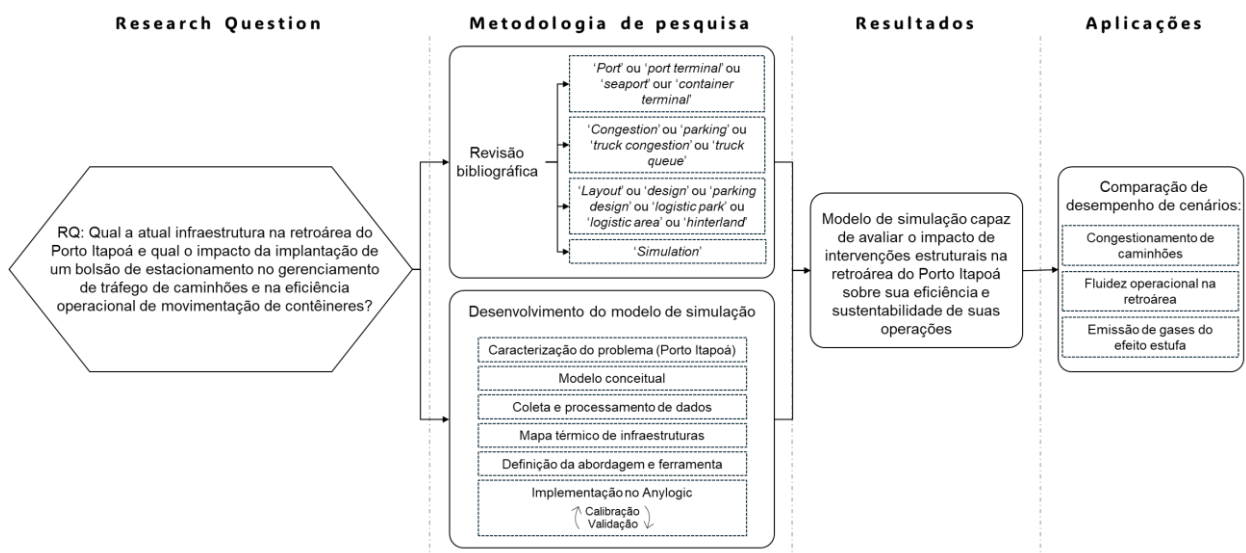 Research Question
Metodologia de pesquisa
Resultados
Aplicações
RQ: Qual a atual infraestrutura na retroárea do
Porto Itapoá e qual o impacto da implantação de
um bolsão de estacionamento no gerenciamento
de tráfego de caminhões e na eficiência
operacional de movimentação de contêineres?
Revisão
bibliográfica
'Port' ou 'port terminal' ou
'seaport' our 'container
terminal'
'Congestion' ou 'parking' ou
'truck congestion' ou 'truck
queue'
'Layout' ou 'design' ou 'parking
design' ou 'logistic park' ou
'logistic area' ou 'hinterland'
'Simulation'
Desenvolvimento do modelo de simulação
Caracterização do problema (Porto Itapoá)
Modelo conceitual
Coleta e processamento de dados
Mapa térmico de infraestruturas
Definição da abordagem e ferramenta
Implementação no Anylogic
Calibração
Validação
Modelo de simulação capaz
de avaliar o impacto de
intervenções estruturais na
retroárea do Porto Itapoá
sobre sua eficiência e
sustentabilidade de suas
operações
Comparação de
desempenho de cenários:
Congestionamento de
caminhões
Fluidez operacional na
retroárea
Emissão de gases do
efeito estufa